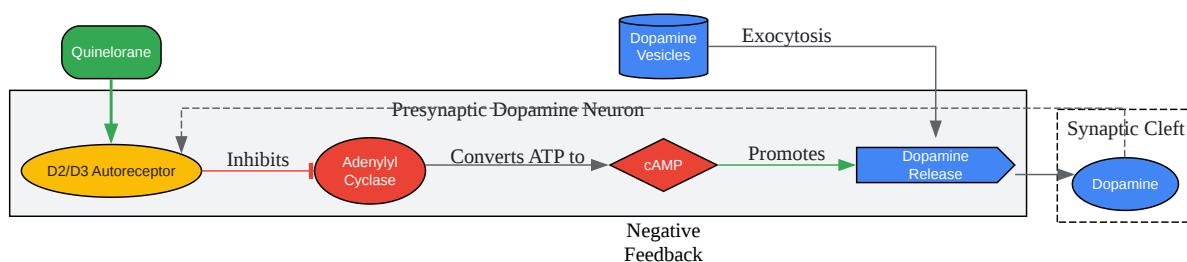 Quinelorane
Dopamine
Vesicles
Exocytosis
Presynaptic Dopamine Neuron
Synaptic Cleft
D2/D3 Autoreceptor
Inhibits
Adenylyl
Cyclase
Converts ATP to
cAMP
Promotes
Dopamine
Release
Dopamine
Negative
Feedback